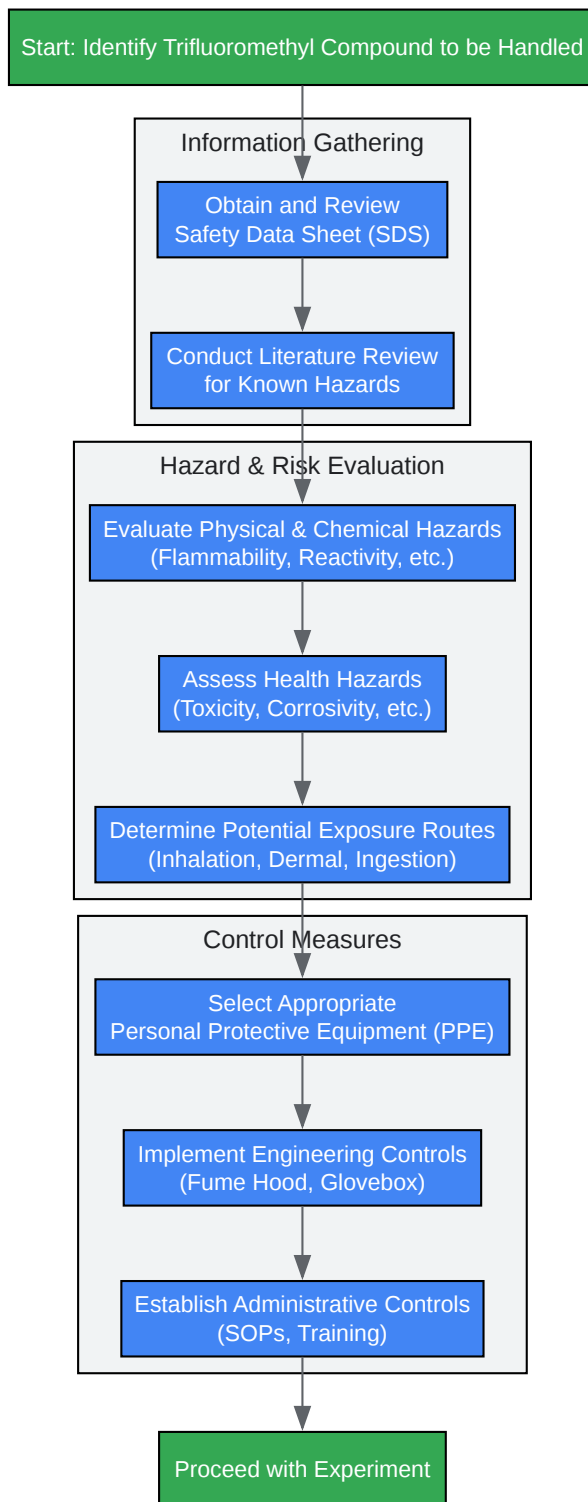 Start: Identify Trifluoromethyl Compound to be Handled
Information Gathering
Obtain and Review
Safety Data Sheet (SDS)
Conduct Literature Review
for Known Hazards
Hazard & Risk Evaluation
Evaluate Physical & Chemical Hazards
(Flammability, Reactivity, etc.)
Assess Health Hazards
(Toxicity, Corrosivity, etc.)
Determine Potential Exposure Routes
(Inhalation, Dermal, Ingestion)
Control Measures
Select Appropriate
Personal Protective Equipment (PPE)
Implement Engineering Controls
(Fume Hood, Glovebox)
Establish Administrative Controls
(SOPs, Training)
Proceed with Experiment